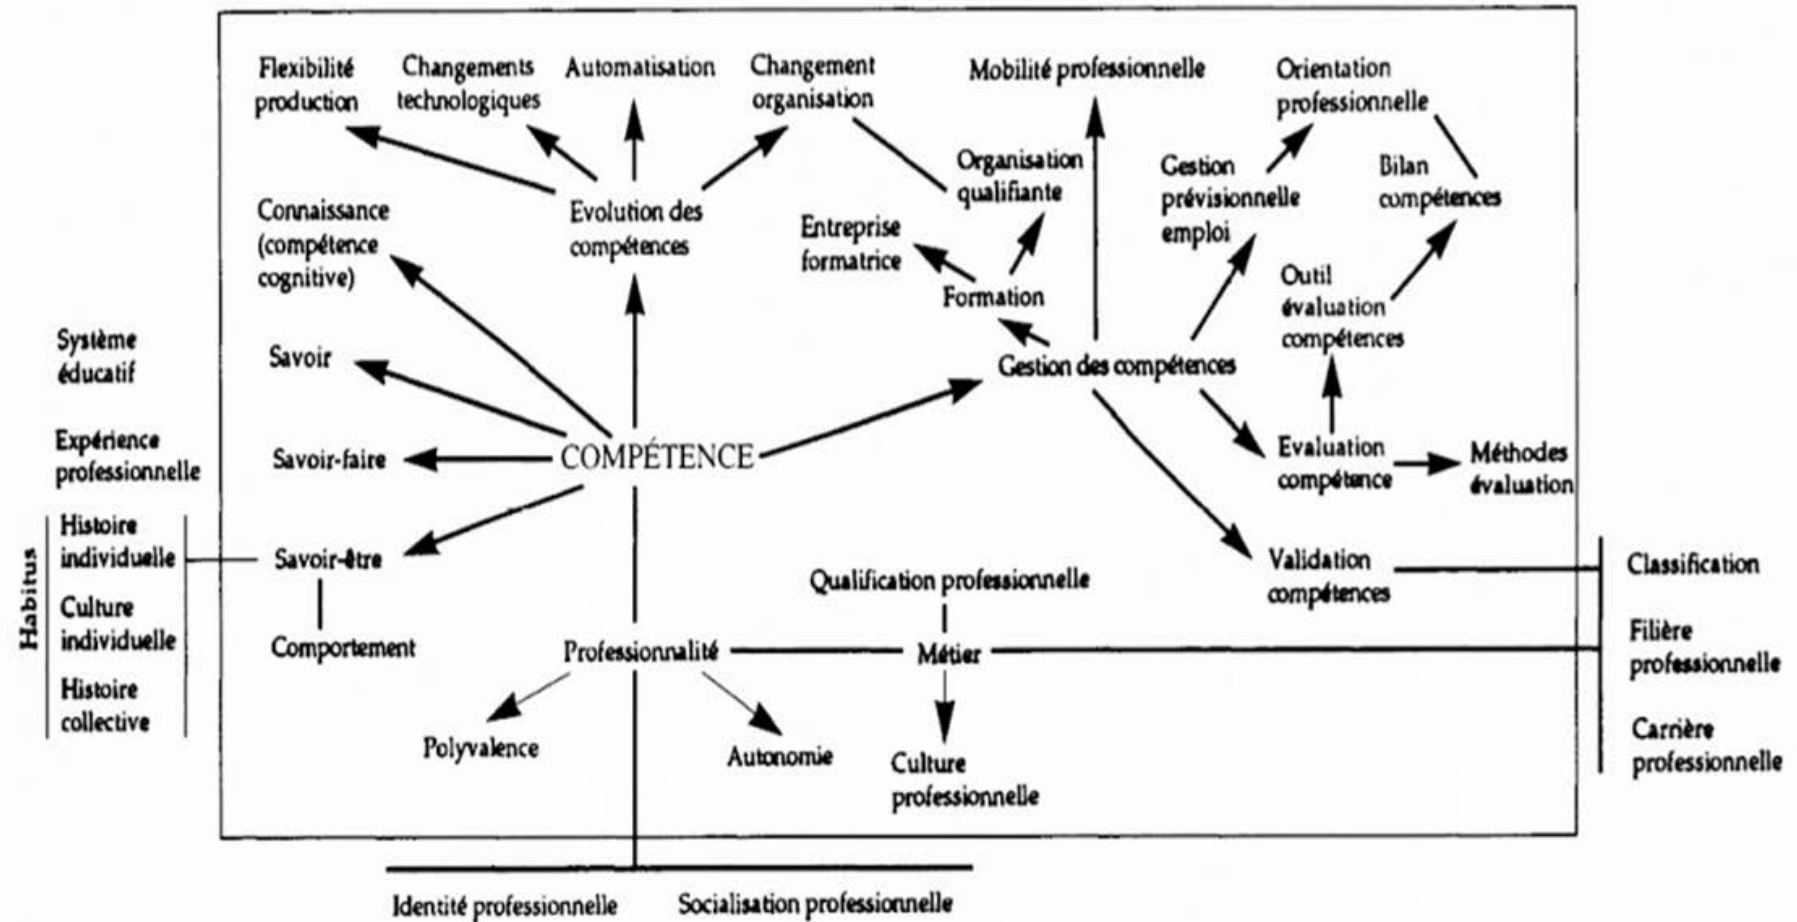 Flexibilité
production
Changements
technologiques
Automatisation
Changement
organisation
Mobilité professionnelle
Orientation
professionnelle
Connaissance
(compétence
cognitive)
Evolution des
compétences
Entreprise
formatrice
Organisation
qualifiante
Formation
Gestion
prévisionnelle
emploi
Bilan
compétences
Outil
évaluation
compétences
Système
éducatif
Savoir
Gestion des compétences
Expérience
professionnelle
Savoir-faire
COMPÉTENCE
Evaluation
compétence
Méthodes
évaluation
Habitus
Histoire
individuelle
Culture
individuelle
Histoire
collective
Savoir-être
Comportement
Qualification professionnelle
Validation
compétences
Classification
Filière
professionnelle
Carrière
professionnelle
Professionnalité
Métier
Polyvalence
Autonomie
Culture
professionnelle
Identité professionnelle
Socialisation professionnelle